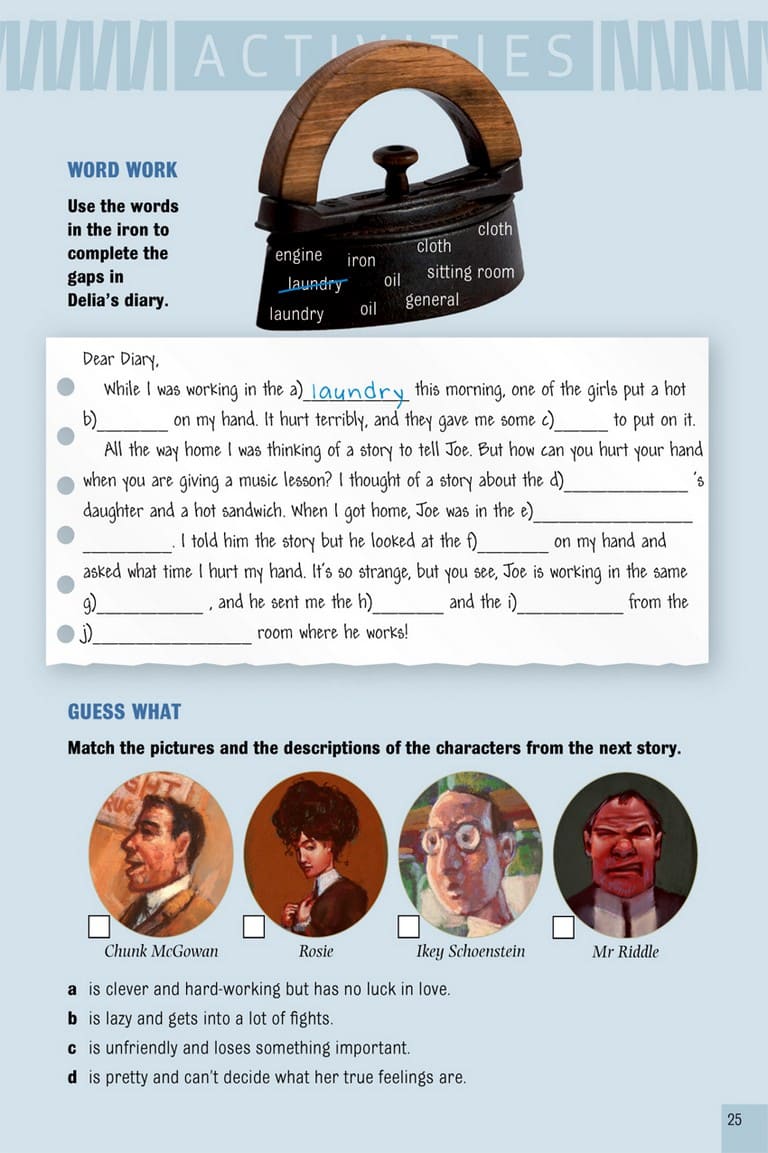 ACTIVITIES
WORD WORK
Use the words
in the iron to
complete the
gaps in
Delia's diary.
cloth
cloth
engine iron
sitting room
laundry oil
general
laundry oil
Dear Diary,
While I was working in the a) laundry this morning, one of the girls put a hot
b)________ on my hand. It hurt terribly, and they gave me some c)______ to put on it.
All the way home I was thinking of a story to tell Joe. But how can you hurt your hand
when you are giving a music lesson? I thought of a story about the d)______________ 's
daughter and a hot sandwich. When I got home, Joe was in the e)__________________
__________. I told him the story but he looked at the f)________ on my hand and
asked what time I hurt my hand. It's so strange, but you see, Joe is working in the same
g)____________ , and he sent me the h)________ and the i)____________ from the
j)__________________ room where he works!
GUESS WHAT
Match the pictures and the descriptions of the characters from the next story.
Chunk McGowan Rosie Ikey Schoenstein Mr Riddle
a is clever and hard-working but has no luck in love.
b is lazy and gets into a lot of fights.
c is unfriendly and loses something important.
d is pretty and can't decide what her true feelings are.
25